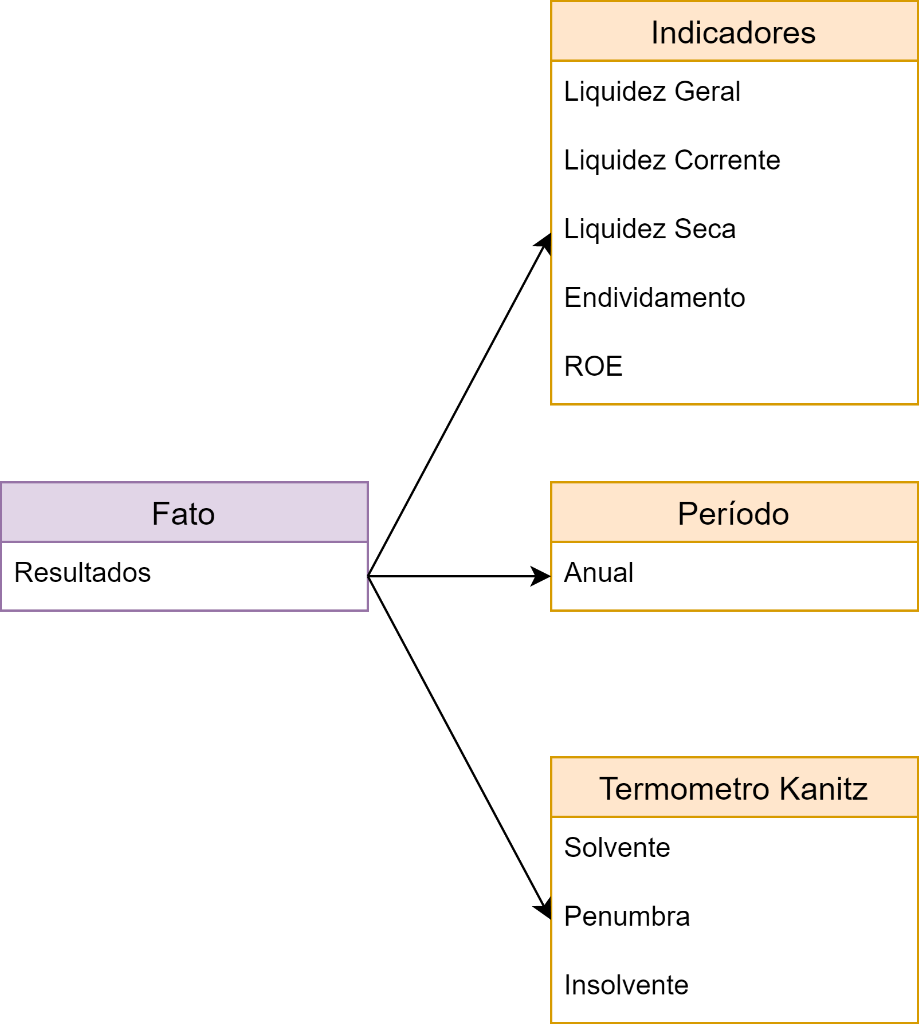 Indicadores
Liquidez Geral
Liquidez Corrente
Liquidez Seca
Endividamento
ROE
Fato
Resultados
Período
Anual
Termometro Kanitz
Solvente
Penumbra
Insolvente